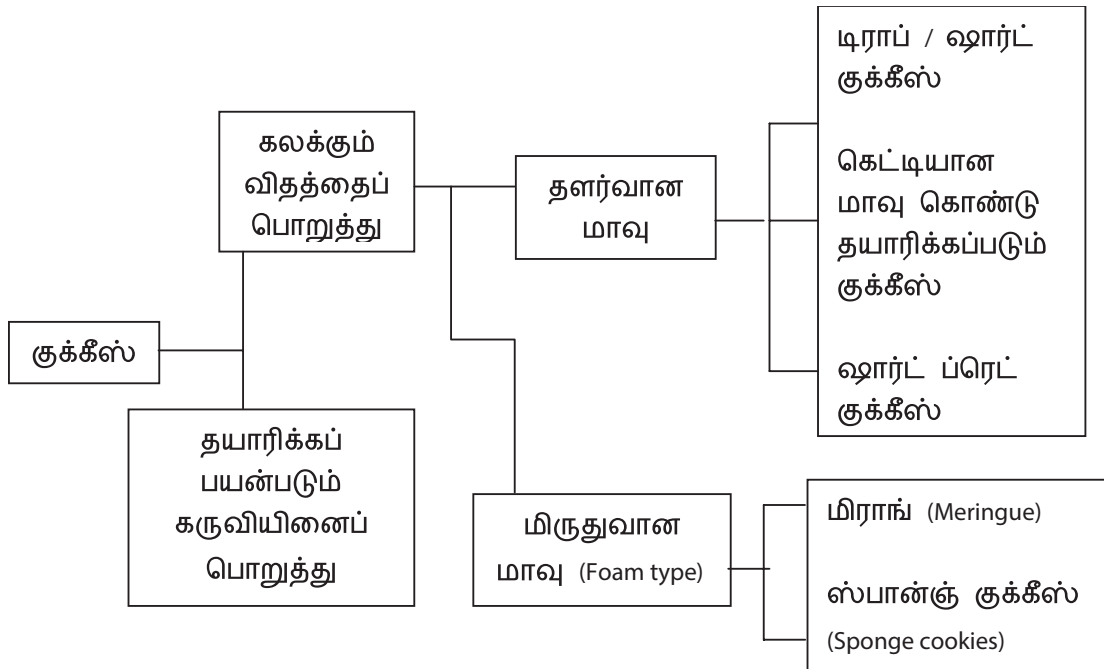 குக்கீஸ்
கலக்கும்
விதத்தைப்
பொறுத்து
தயாரிக்கப்
பயன்படும்
கருவியினைப்
பொறுத்து
தளர்வான
மாவு
டிராப் / ஷார்ட்
குக்கீஸ்
கெட்டியான
மாவு கொண்டு
தயாரிக்கப்படும்
குக்கீஸ்
ஷார்ட் ப்ரெட்
குக்கீஸ்
மிருதுவான
மாவு (Foam type)
மிராங் (Meringue)
ஸ்பான்ஞ் குக்கீஸ்
(Sponge cookies)